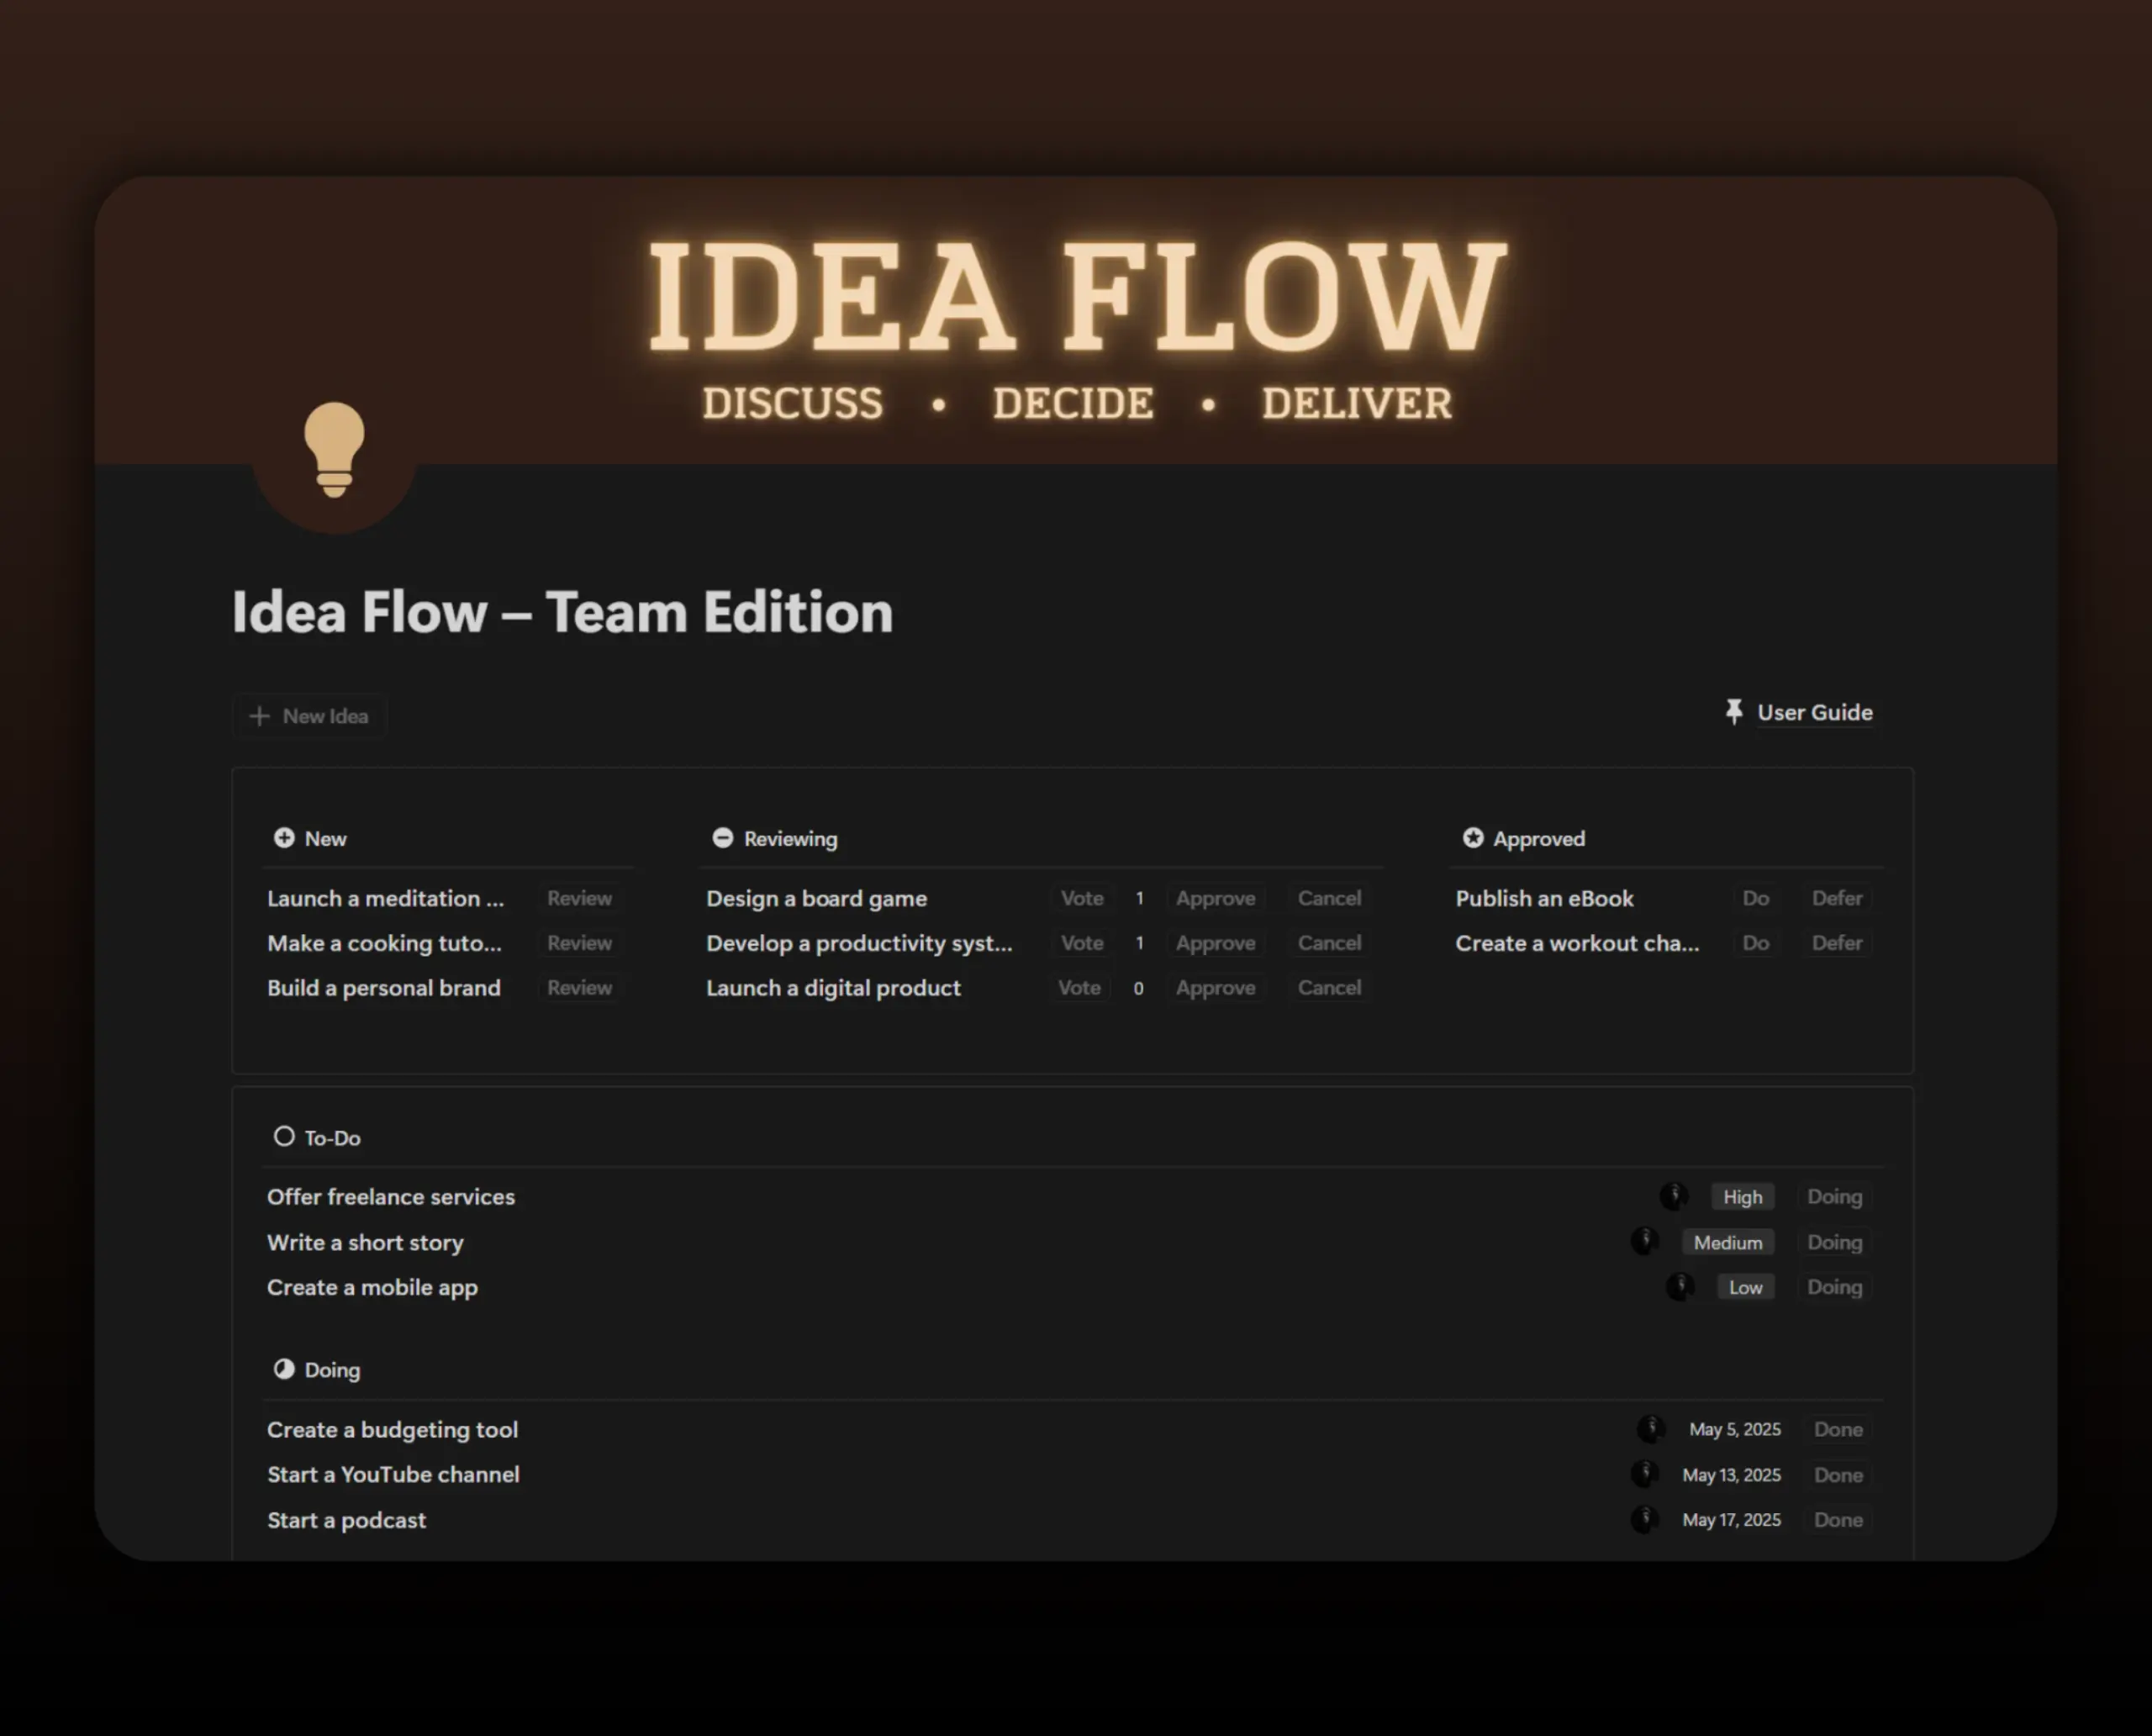 IDEA FLOW
DISCUSS • DECIDE • DELIVER
Idea Flow – Team Edition
New Idea
User Guide
New
Launch a meditation ... Review
Make a cooking tuto... Review
Build a personal brand Review
Reviewing
Design a board game Vote 1 Approve Cancel
Develop a productivity syst... Vote 1 Approve Cancel
Launch a digital product Vote 0 Approve Cancel
Approved
Publish an eBook Do Defer
Create a workout cha... Do Defer
To-Do
Offer freelance services High Doing
Write a short story Medium Doing
Create a mobile app Low Doing
Doing
Create a budgeting tool May 5, 2025 Done
Start a YouTube channel May 13, 2025 Done
Start a podcast May 17, 2025 Done